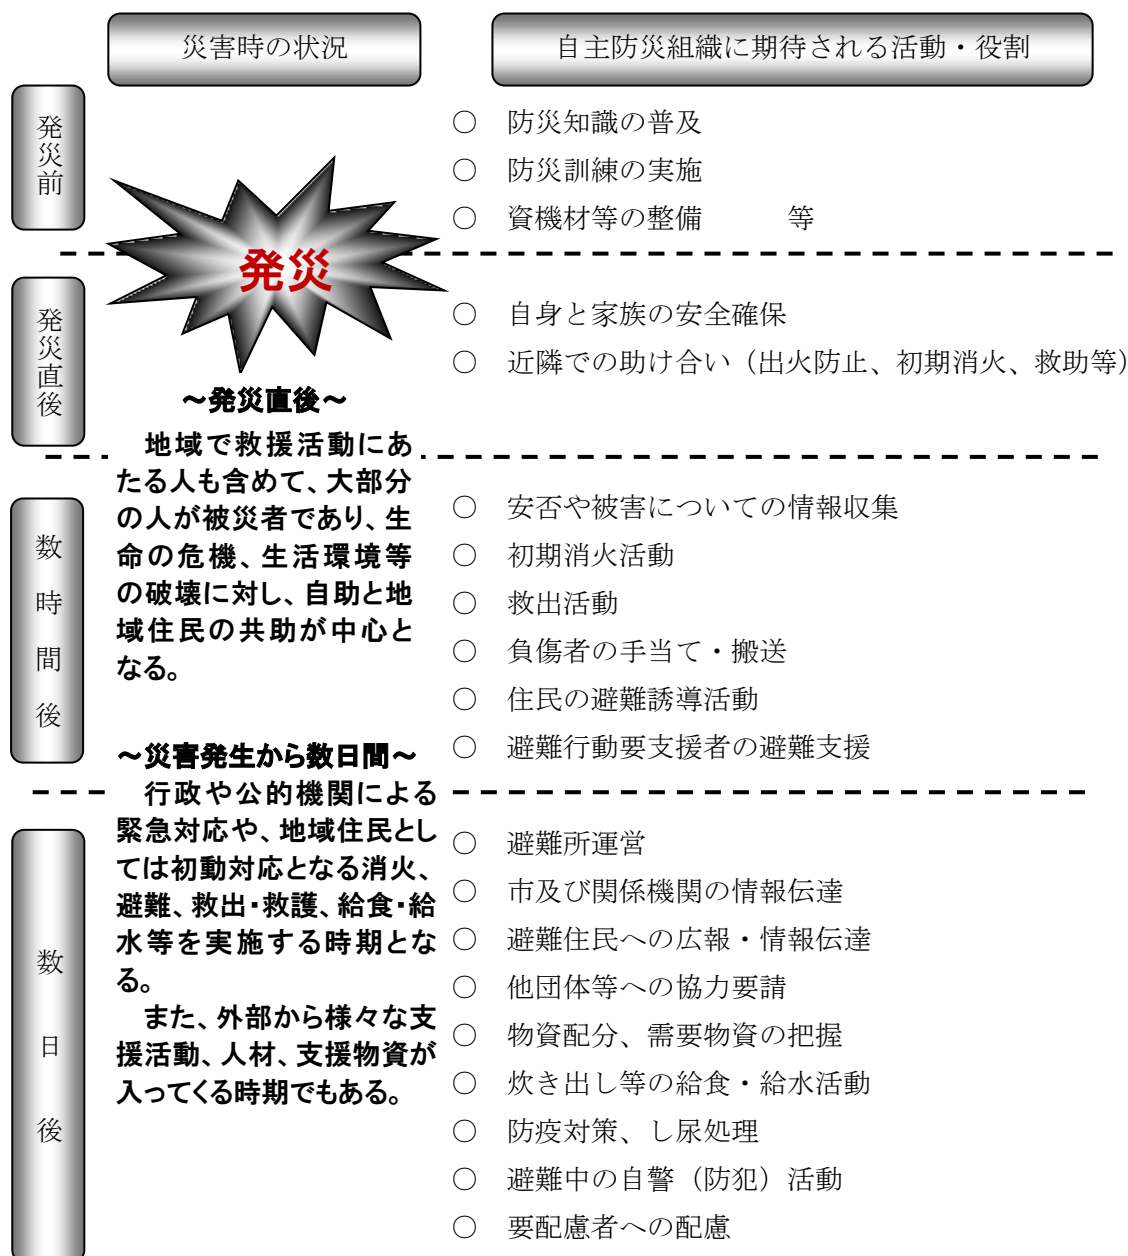 災害時の状況
自主防災組織に期待される活動・役割
発災前
○ 防災知識の普及
○ 防災訓練の実施
○ 資機材等の整備　　等
発災
発災直後
○ 自身と家族の安全確保
○ 近隣での助け合い（出火防止、初期消火、救助等）
～発災直後～
地域で救援活動にあ
たる人も含めて、大部分
の人が被災者であり、生
命の危機、生活環境等
の破壊に対し、自助と地
域住民の共助が中心と
なる。
数時間後
○ 安否や被害についての情報収集
○ 初期消火活動
○ 救出活動
○ 負傷者の手当て・搬送
○ 住民の避難誘導活動
○ 避難行動要支援者の避難支援
～災害発生から数日間～
行政や公的機関による
緊急対応や、地域住民とし
ては初動対応となる消火、
避難、救出・救護、給食・給
水等を実施する時期とな
る。
また、外部から様々な支
援活動、人材、支援物資が
入ってくる時期でもある。
数日後
○ 避難所運営
○ 市及び関係機関の情報伝達
○ 避難住民への広報・情報伝達
○ 他団体等への協力要請
○ 物資配分、需要物資の把握
○ 炊き出し等の給食・給水活動
○ 防疫対策、し尿処理
○ 避難中の自警（防犯）活動
○ 要配慮者への配慮